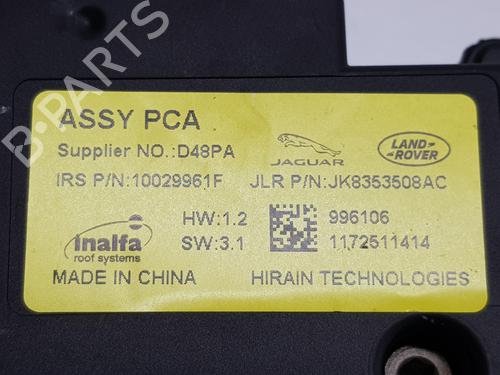 ASSY PCA
Supplier NO.:D48PA
JAGUAR
LAND ROVER
IRS P/N:10029961F JLR P/N:JK8353508AC
inalfa
roof systems
HW:1.2
SW:3.1
996106
1172511414
MADE IN CHINA HIRAIN TECHNOLOGIES
B-PARTS